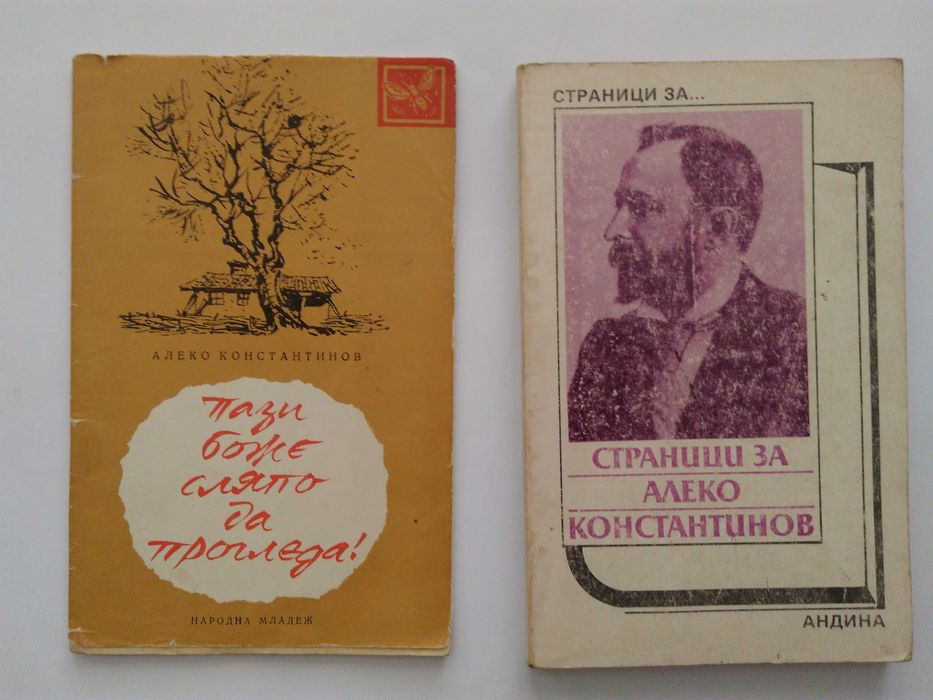 АЛЕКО КОНСТАНТИНОВ
пази
боже
сляпо
да
прогледа!
НАРОДНА МЛАДЕЖ
СТРАНИЦИ ЗА...
СТРАНИЦИ ЗА
АЛЕКО
КОНСТАНТИНОВ
АНДИНА